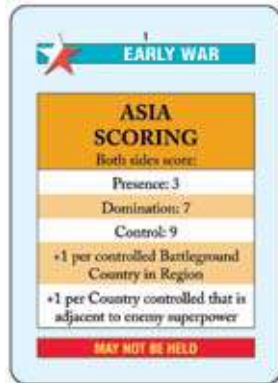 1
EARLY WAR
ASIA
SCORING
Both sides score:
Presence: 3
Domination: 7
Control: 9
+1 per controlled Battleground
Country in Region
+1 per Country controlled that is
adjacent to enemy superpower
MAY NOT BE HELD